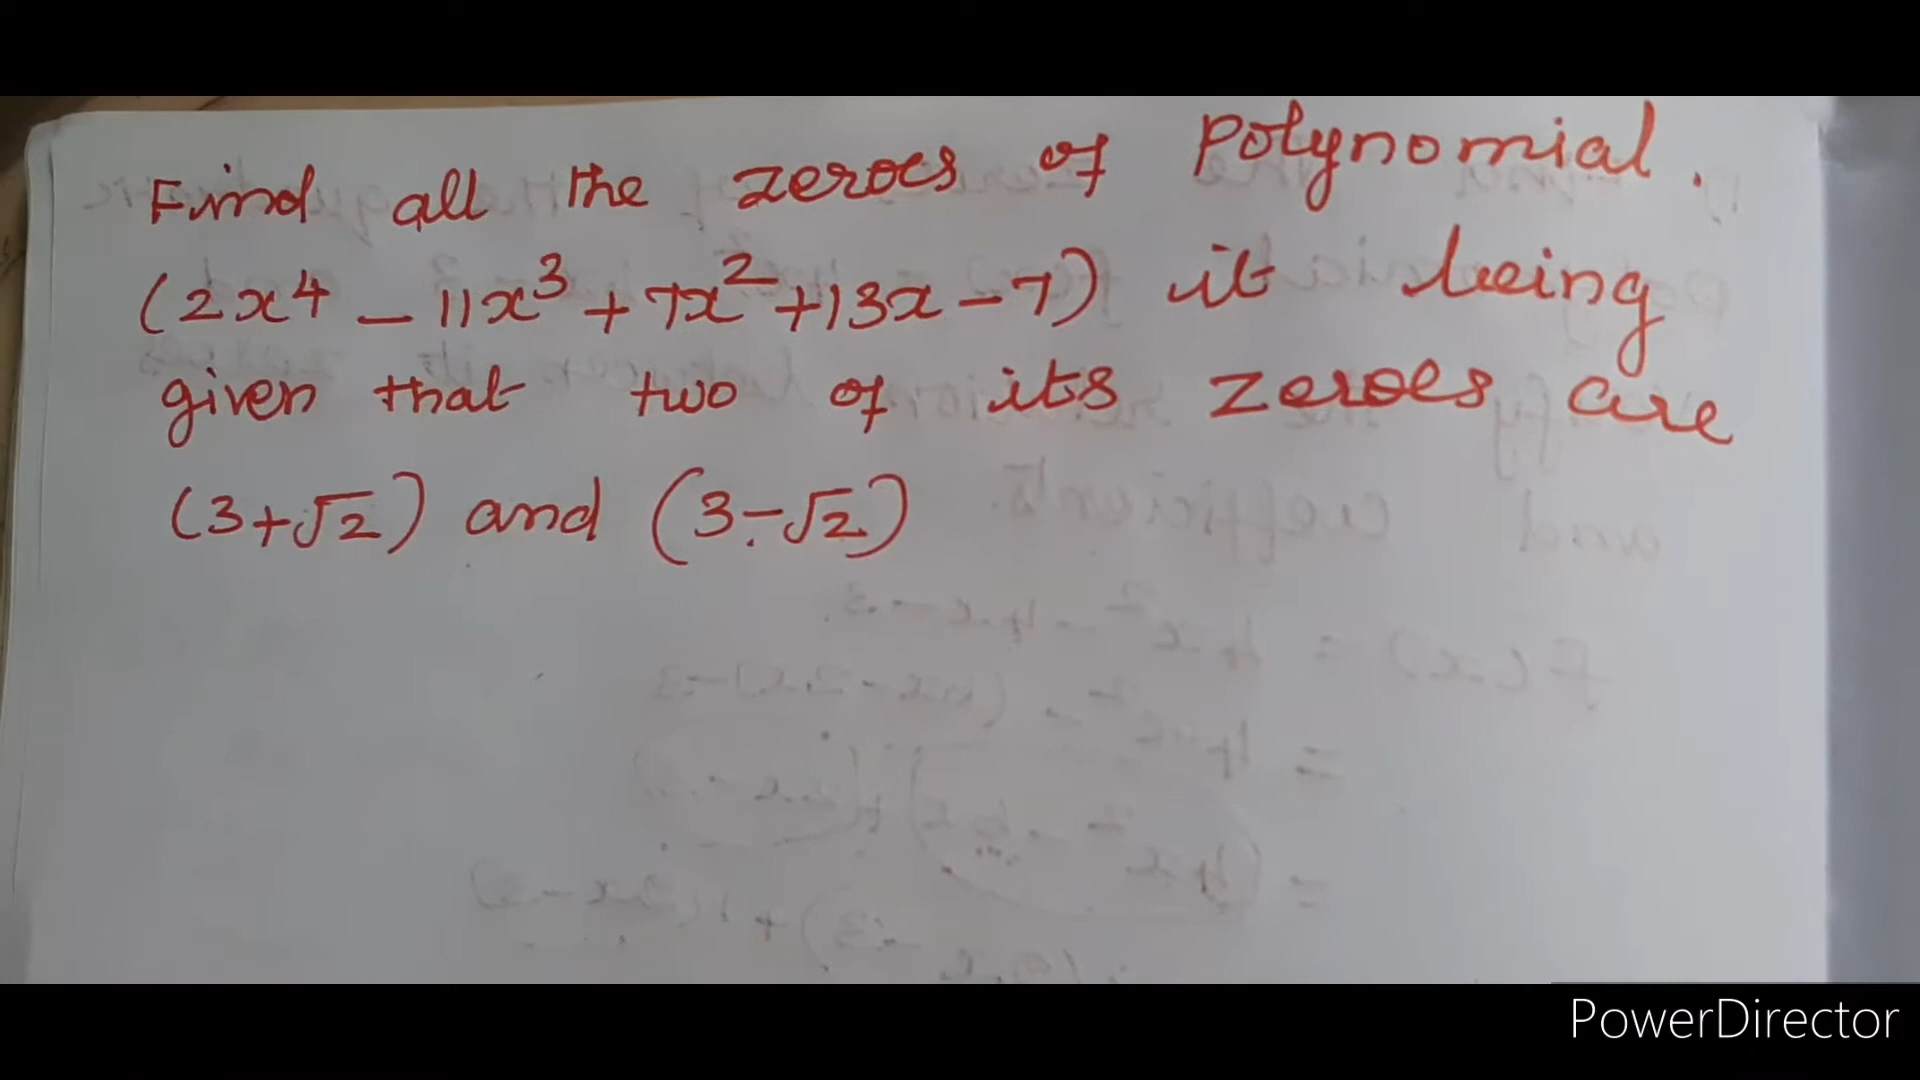 Find all the zeroes of Polynomial.
(2x⁴ - 11x³ + 7x² + 13x - 7) it being
given that two of its zeroes are
(3+√2) and (3-√2)
PowerDirector